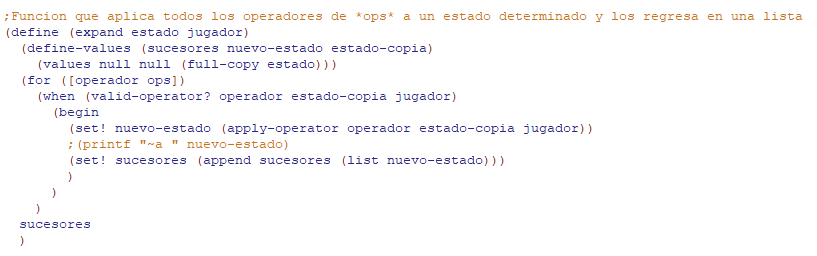 ;Funcion que aplica todos los operadores de *ops* a un estado determinado y los regresa en una lista
(define (expand estado jugador)
  (define-values (sucesores nuevo-estado estado-copia)
    (values null null (full-copy estado)))
  (for ([operador ops])
    (when (valid-operator? operador estado-copia jugador)
      (begin
        (set! nuevo-estado (apply-operator operador estado-copia jugador))
        ;(printf "~a " nuevo-estado)
        (set! sucesores (append sucesores (list nuevo-estado)))
        )
      )
    )
  sucesores
  )